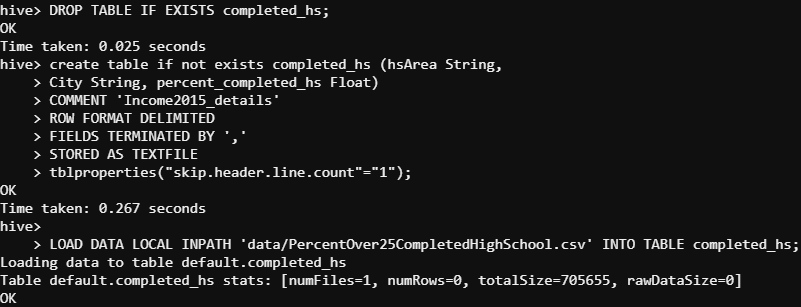 hive> DROP TABLE IF EXISTS completed_hs;
OK
Time taken: 0.025 seconds
hive> create table if not exists completed_hs (hsArea String,
    > City String, percent_completed_hs Float)
    > COMMENT 'Income2015_details'
    > ROW FORMAT DELIMITED
    > FIELDS TERMINATED BY ','
    > STORED AS TEXTFILE
    > tblproperties("skip.header.line.count"="1");
OK
Time taken: 0.267 seconds
hive>
    > LOAD DATA LOCAL INPATH 'data/PercentOver25CompletedHighSchool.csv' INTO TABLE completed_hs;
Loading data to table default.completed_hs
Table default.completed_hs stats: [numFiles=1, numRows=0, totalSize=705655, rawDataSize=0]
OK